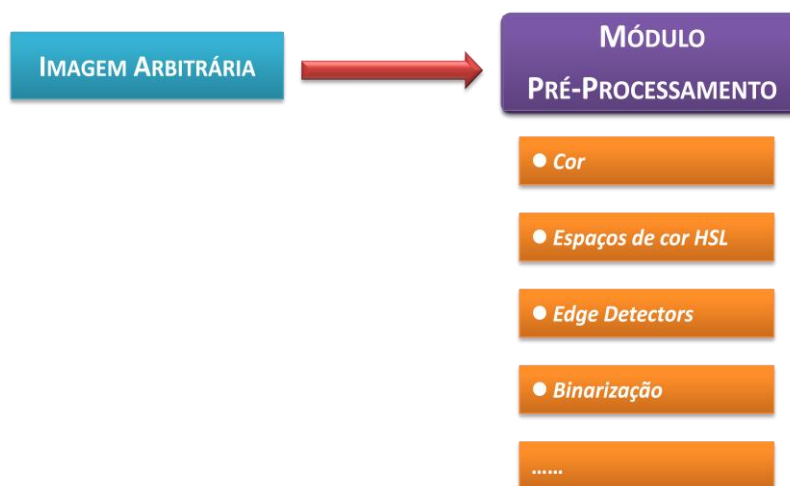 IMAGEM ARBITRÁRIA
MÓDULO
PRÉ-PROCESSAMENTO
● Cor
● Espaços de cor HSL
● Edge Detectors
● Binarização
......